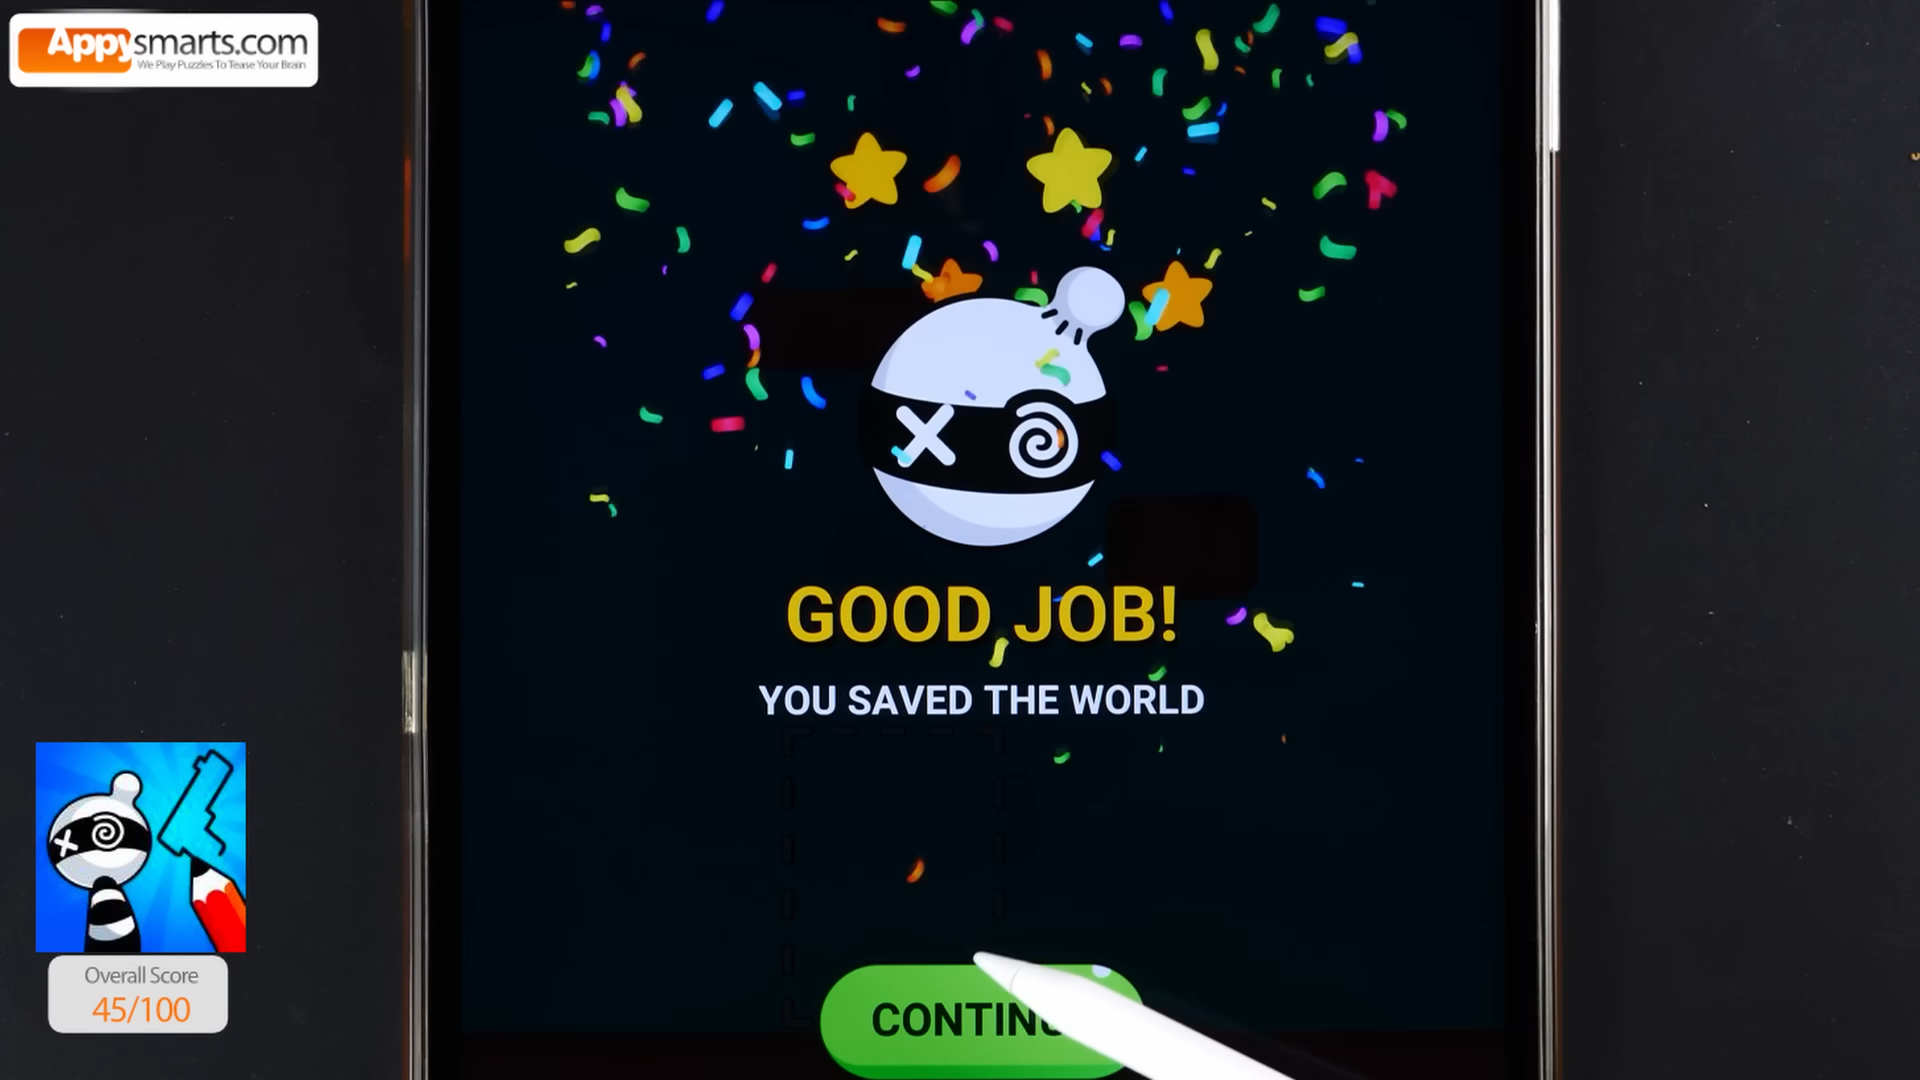 Appysmarts.com
We Play Puzzles To Tease Your Brain
GOOD JOB!
YOU SAVED THE WORLD
CONTIN
Overall Score
45/100